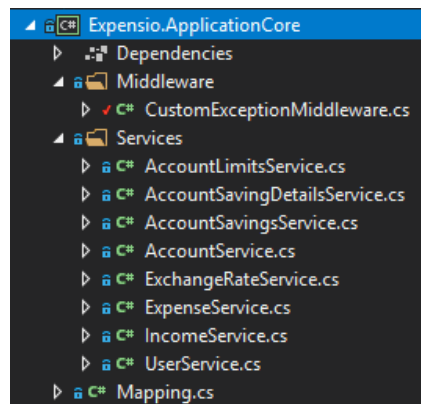 C# Expensio.ApplicationCore
Dependencies
Middleware
C# CustomExceptionMiddleware.cs
Services
C# AccountLimitsService.cs
C# AccountSavingDetailsService.cs
C# AccountSavingsService.cs
C# AccountService.cs
C# ExchangeRateService.cs
C# ExpenseService.cs
C# IncomeService.cs
C# UserService.cs
C# Mapping.cs